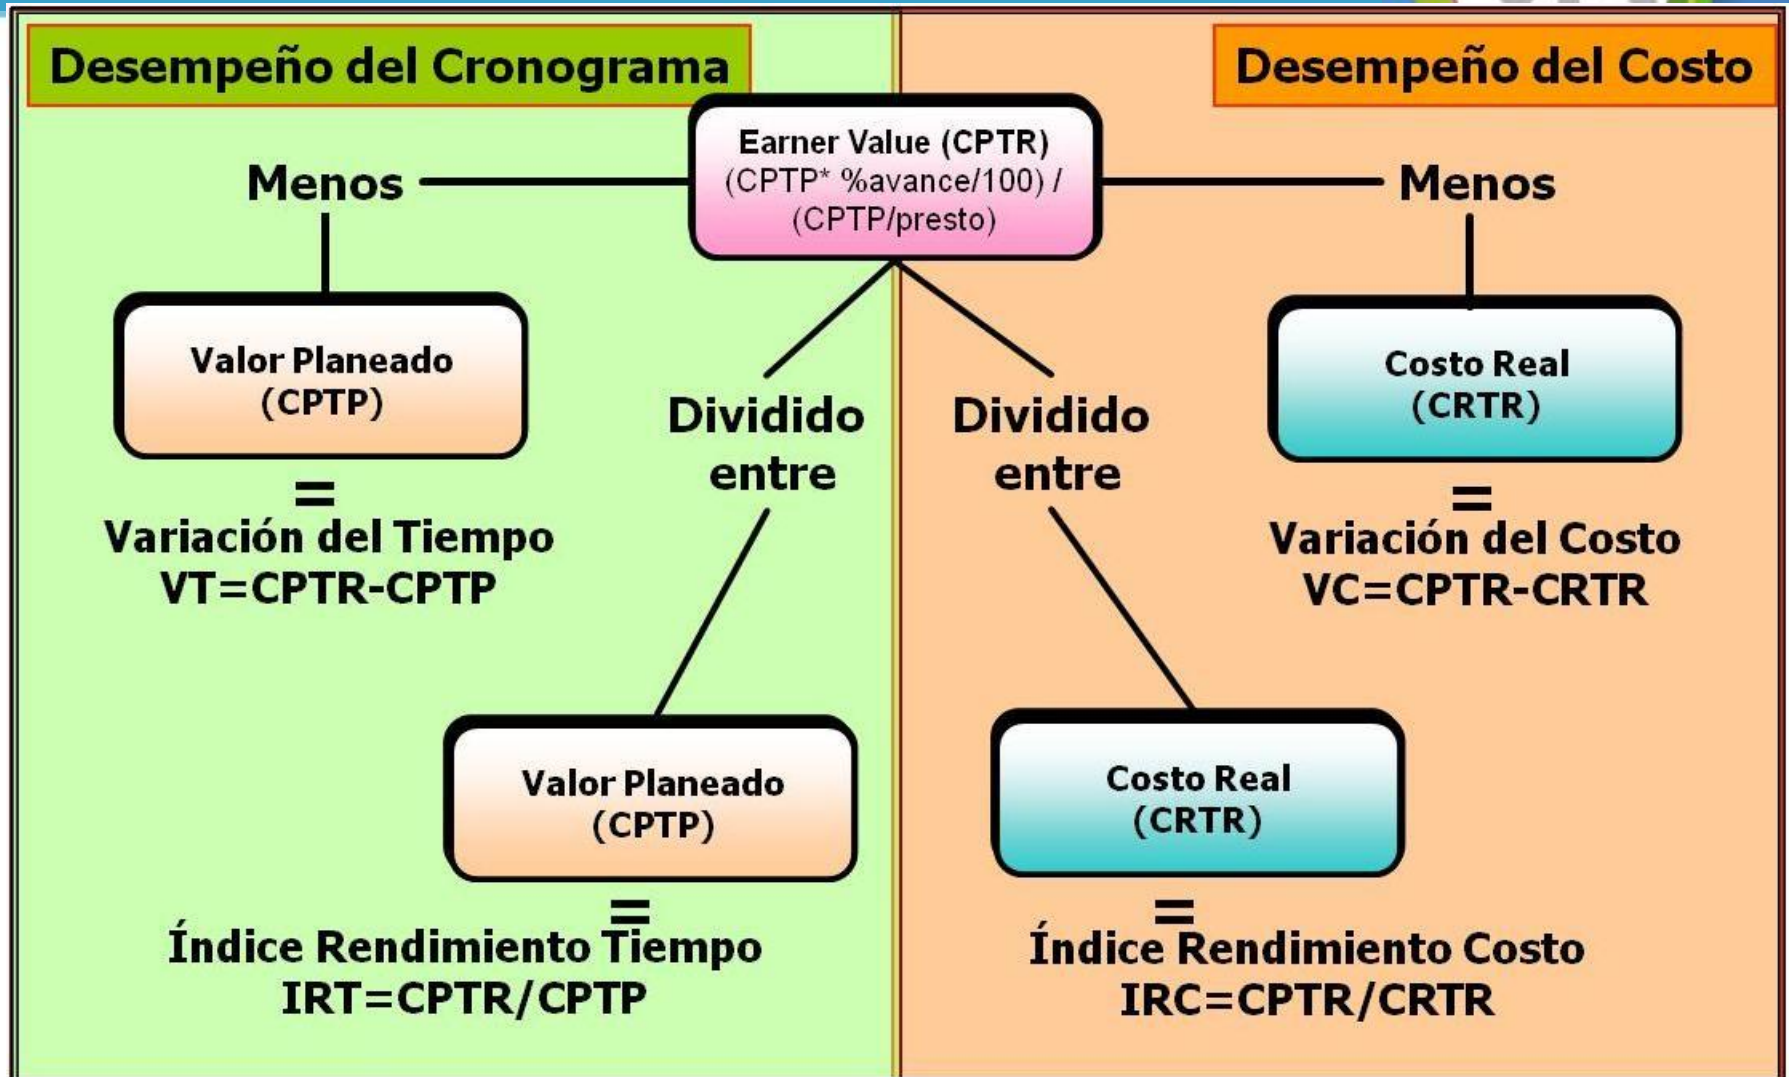 Desempeño del Cronograma
Desempeño del Costo
Earner Value (CPTR)
(CPTP* %avance/100) /
(CPTP/presto)
Menos
Menos
Valor Planeado
(CPTP)
Costo Real
(CRTR)
Dividido
entre
Dividido
entre
=
Variación del Tiempo
VT=CPTR-CPTP
=
Variación del Costo
VC=CPTR-CRTR
Valor Planeado
(CPTP)
Costo Real
(CRTR)
=
Índice Rendimiento Tiempo
IRT=CPTR/CPTP
=
Índice Rendimiento Costo
IRC=CPTR/CRTR